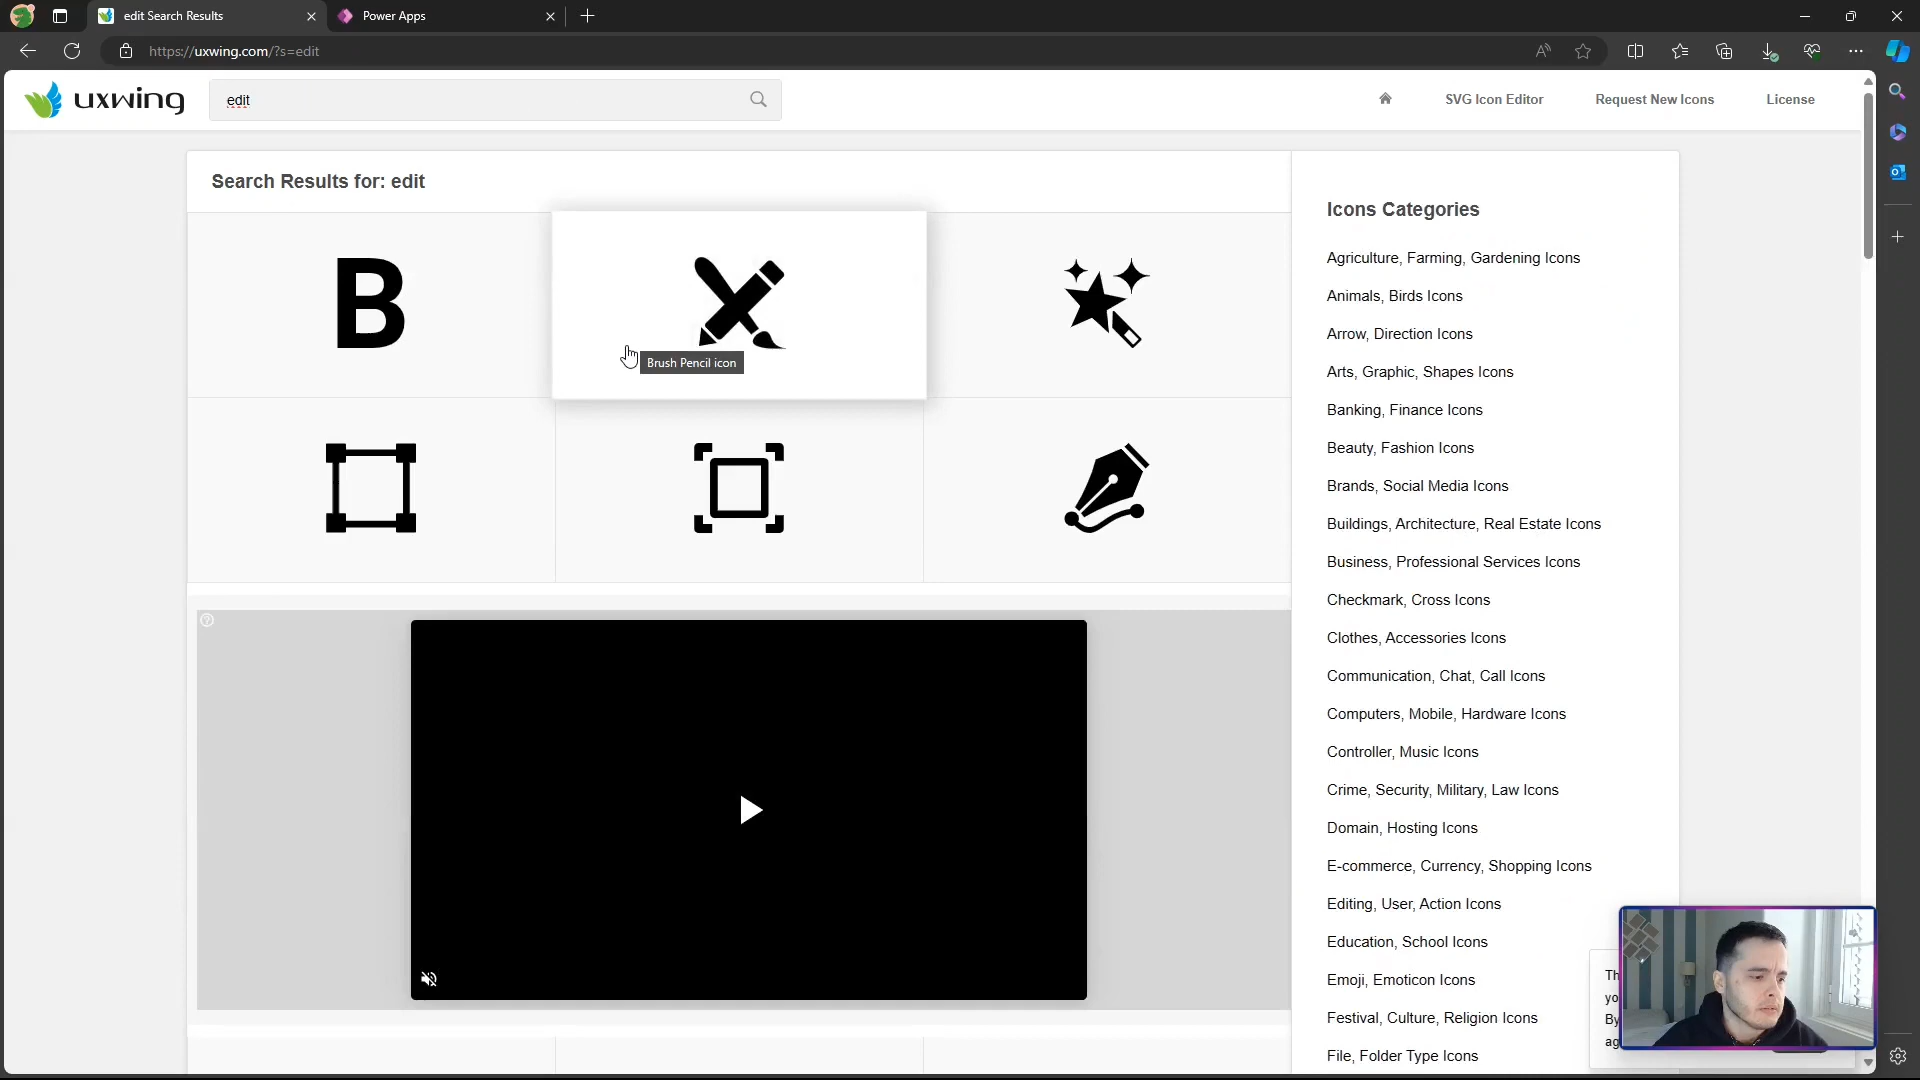 edit Search Results
Power Apps
https://uxwing.com/?s=edit
uxwing
edit
SVG Icon Editor
Request New Icons
License
Search Results for: edit
B
Brush Pencil icon
Icons Categories
Agriculture, Farming, Gardening Icons
Animals, Birds Icons
Arrow, Direction Icons
Arts, Graphic, Shapes Icons
Banking, Finance Icons
Beauty, Fashion Icons
Brands, Social Media Icons
Buildings, Architecture, Real Estate Icons
Business, Professional Services Icons
Checkmark, Cross Icons
Clothes, Accessories Icons
Communication, Chat, Call Icons
Computers, Mobile, Hardware Icons
Controller, Music Icons
Crime, Security, Military, Law Icons
Domain, Hosting Icons
E-commerce, Currency, Shopping Icons
Editing, User, Action Icons
Education, School Icons
Emoji, Emoticon Icons
Festival, Culture, Religion Icons
File, Folder Type Icons
Th
yo
By
ag